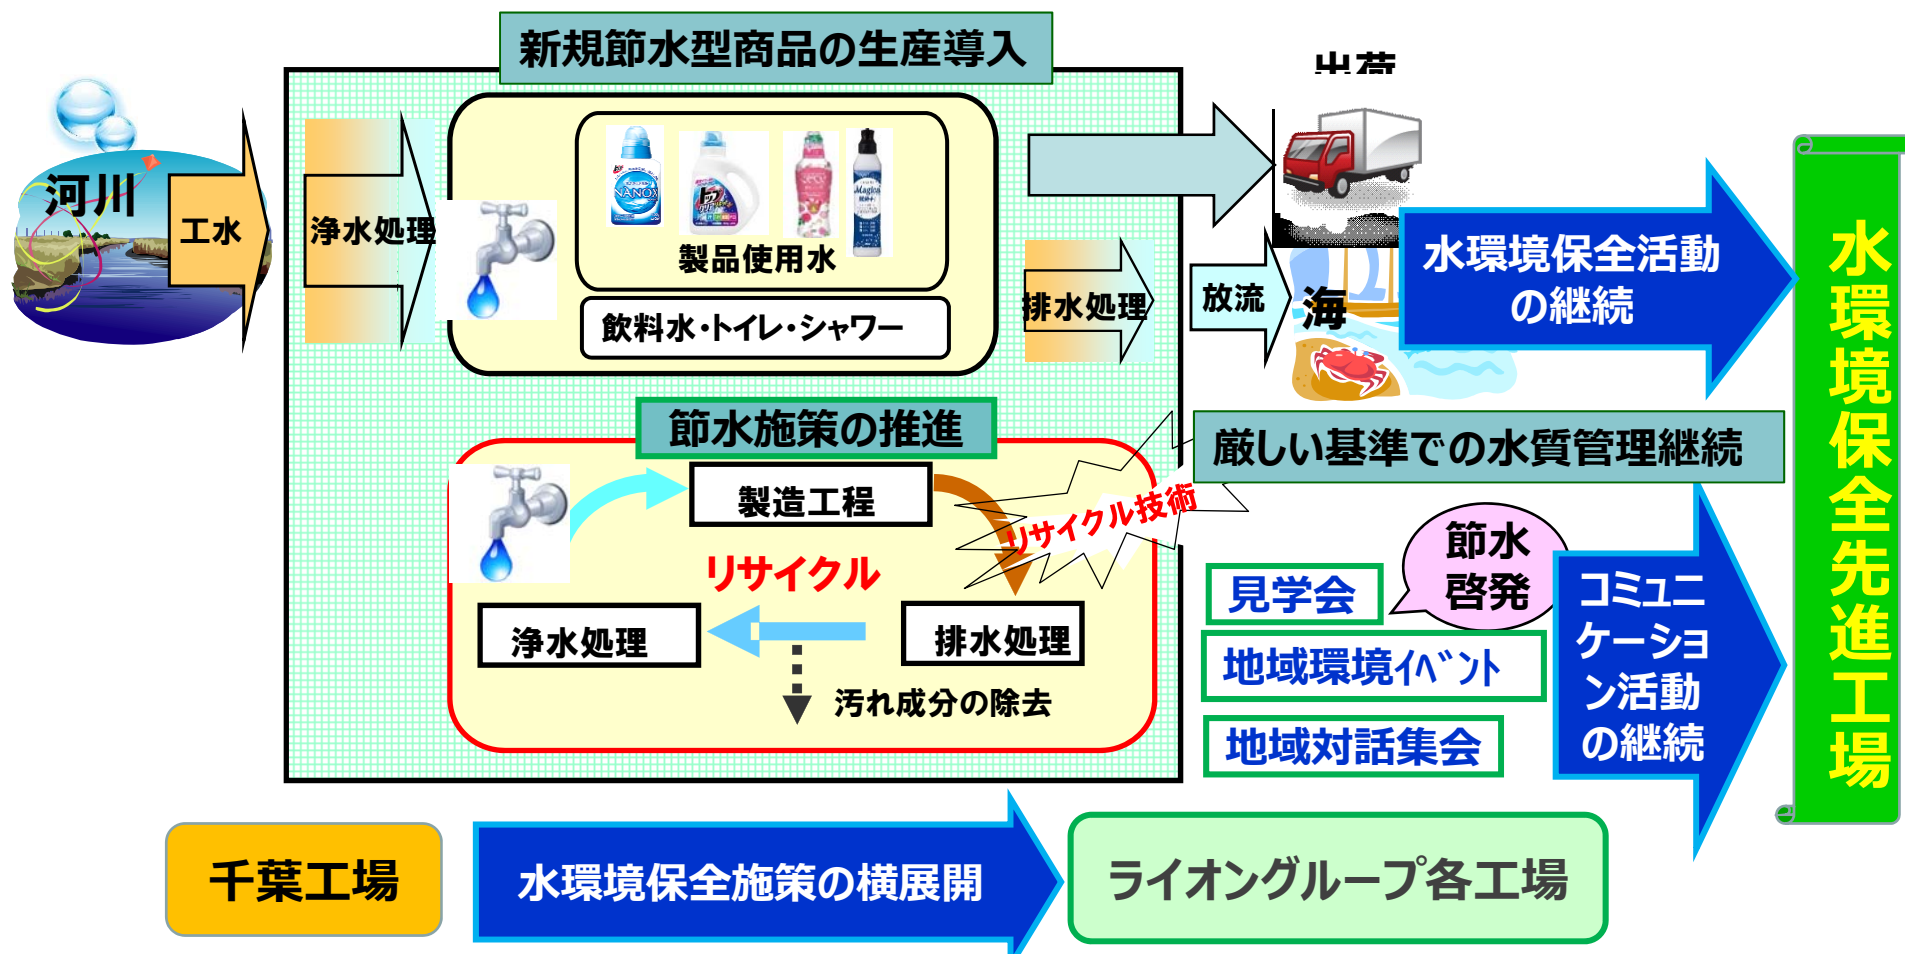 新規節水型商品の生産導入
出荷
河川
工水
浄水処理
NANOX
トップ
Magica
製品使用水
飲料水・トイレ・シャワー
排水処理
放流
海
水環境保全活動
の継続
水環境保全先進工場
節水施策の推進
厳しい基準での水質管理継続
製造工程
リサイクル技術
リサイクル
浄水処理
排水処理
汚れ成分の除去
節水
啓発
見学会
地域環境ｲﾍﾞﾝﾄ
地域対話集会
コミュニ
ケーショ
ン活動
の継続
千葉工場
水環境保全施策の横展開
ライオングループ各工場